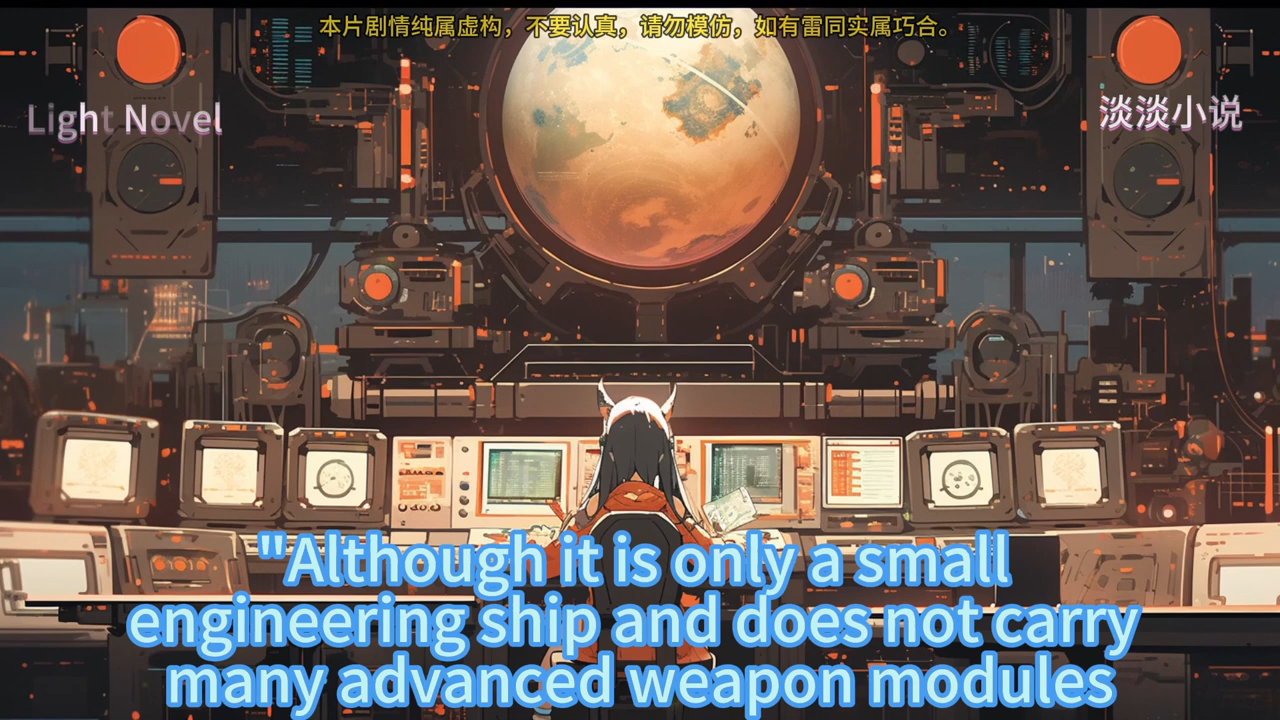 本片剧情纯属虚构，不要认真，请勿模仿，如有雷同实属巧合。
Light Novel
淡淡小说
"Although it is only a small
engineering ship and does not carry
many advanced weapon modules